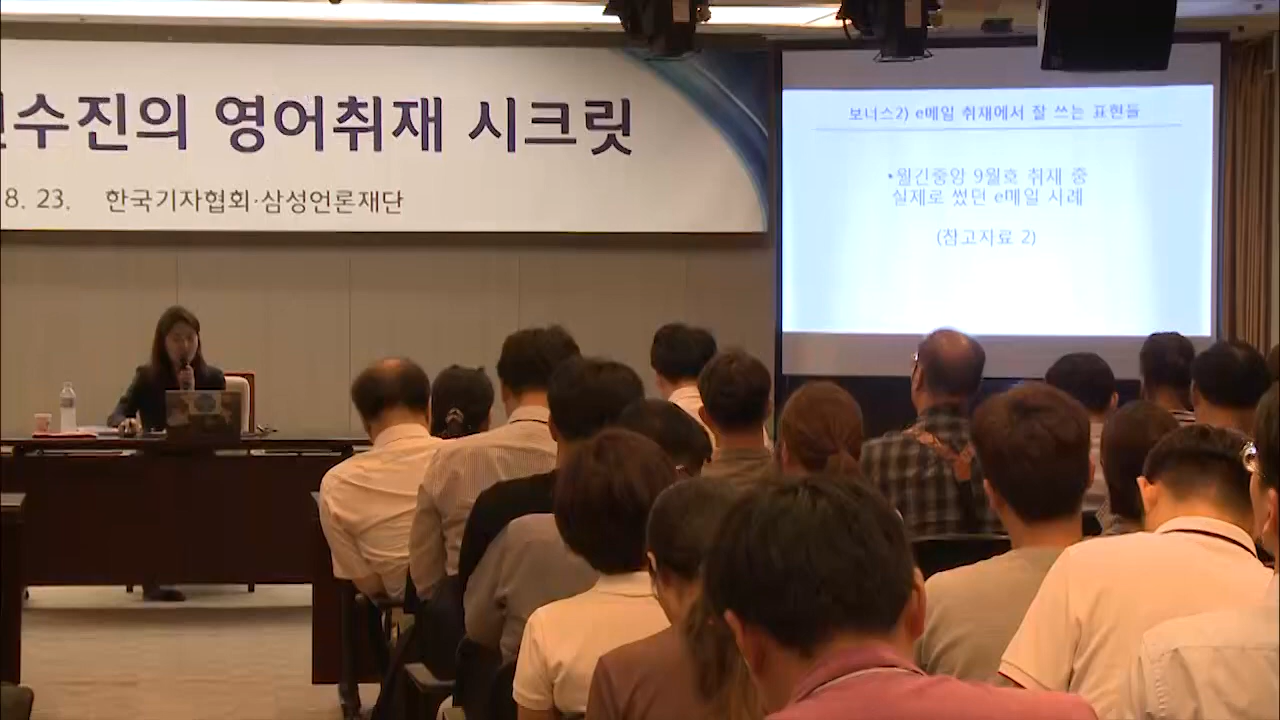 수진의 영어취재 시크릿
8. 23. 한국기자협회·삼성언론재단
보너스2) e메일 취재에서 잘 쓰는 표현들
•월간중앙 9월호 취재 중
실제로 썼던 e메일 사례
(참고자료 2)